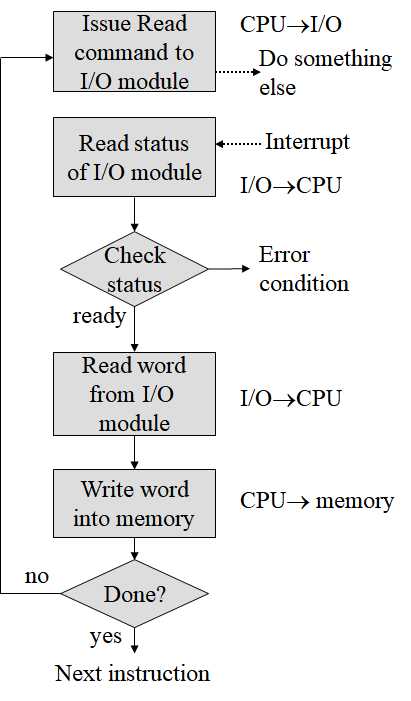 Issue Read
command to
I/O module
CPU→I/O
Do something
else
Read status
of I/O module
Interrupt
I/O→CPU
Check
status
Error
condition
ready
Read word
from I/O
module
I/O→CPU
Write word
into memory
CPU→ memory
no
Done?
yes
Next instruction